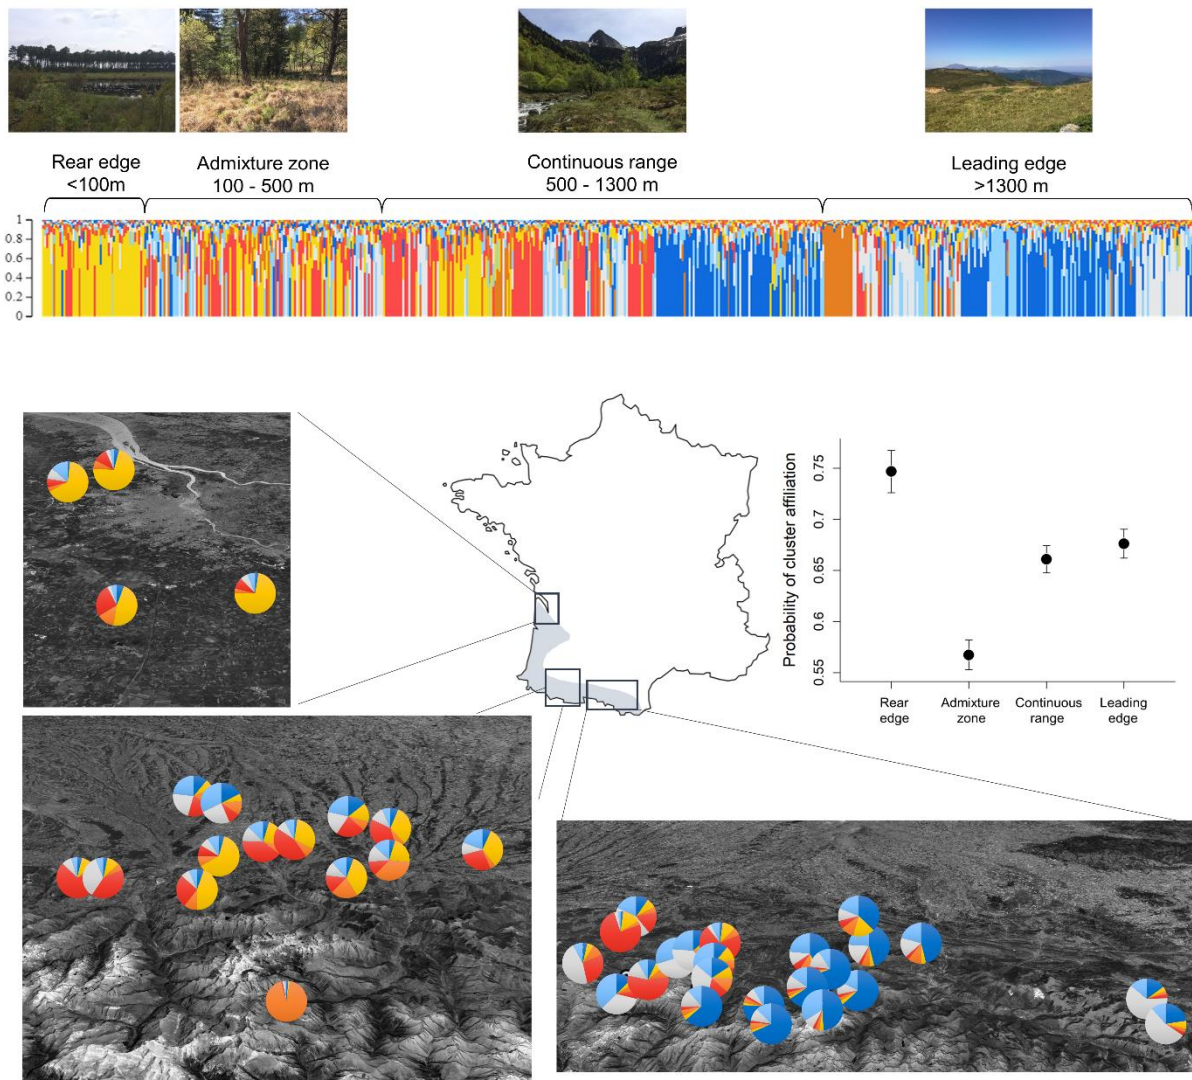 Rear edge
<100m
Admixture zone
100 - 500 m
Continuous range
500 - 1300 m
Leading edge
>1300 m
1
0.8
0.6
0.4
0.2
0
Probability of cluster affiliation
0.75
0.7
0.65
0.6
0.55
Rear
edge
Admixture
zone
Continuous
range
Leading
edge